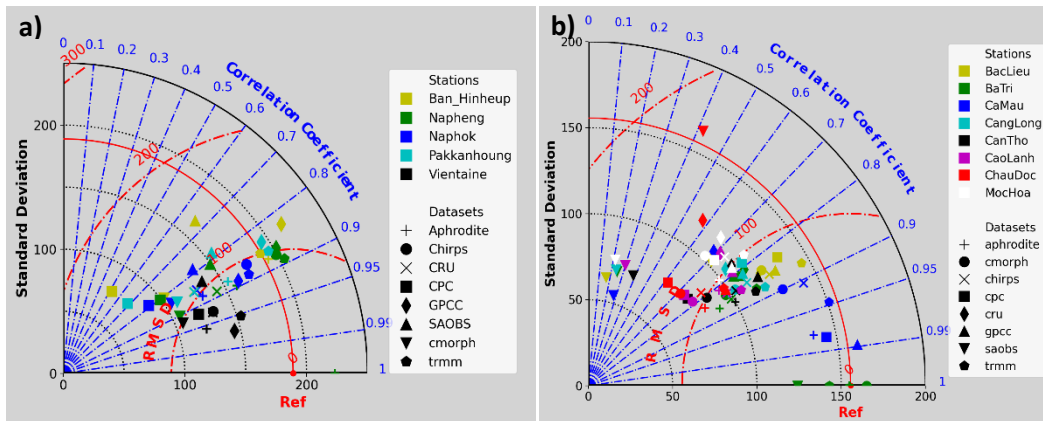 a)
Standard Deviation
200
100
0
0
100
200
Ref
0
0.1
0.2
0.3
0.4
0.5
0.6
0.7
0.8
0.9
0.95
0.99
1
Correlation Coefficient
300
200
100
0
RMSD
Stations
Ban_Hinheup
Napheng
Naphok
Pakkanhoung
Vientaine
Datasets
Aphrodite
Chirps
CRU
CPC
GPCC
SAOBS
cmorph
trmm
b)
Standard Deviation
200
150
100
50
0
0
50
100
150
200
Ref
0
0.1
0.2
0.3
0.4
0.5
0.6
0.7
0.8
0.9
0.95
0.99
1
Correlation Coefficient
200
100
0
RMSD
Stations
BacLieu
BaTri
CaMau
CangLong
CanTho
CaoLanh
ChauDoc
MocHoa
Datasets
aphrodite
cmorph
chirps
cpc
cru
gpcc
saobs
trmm